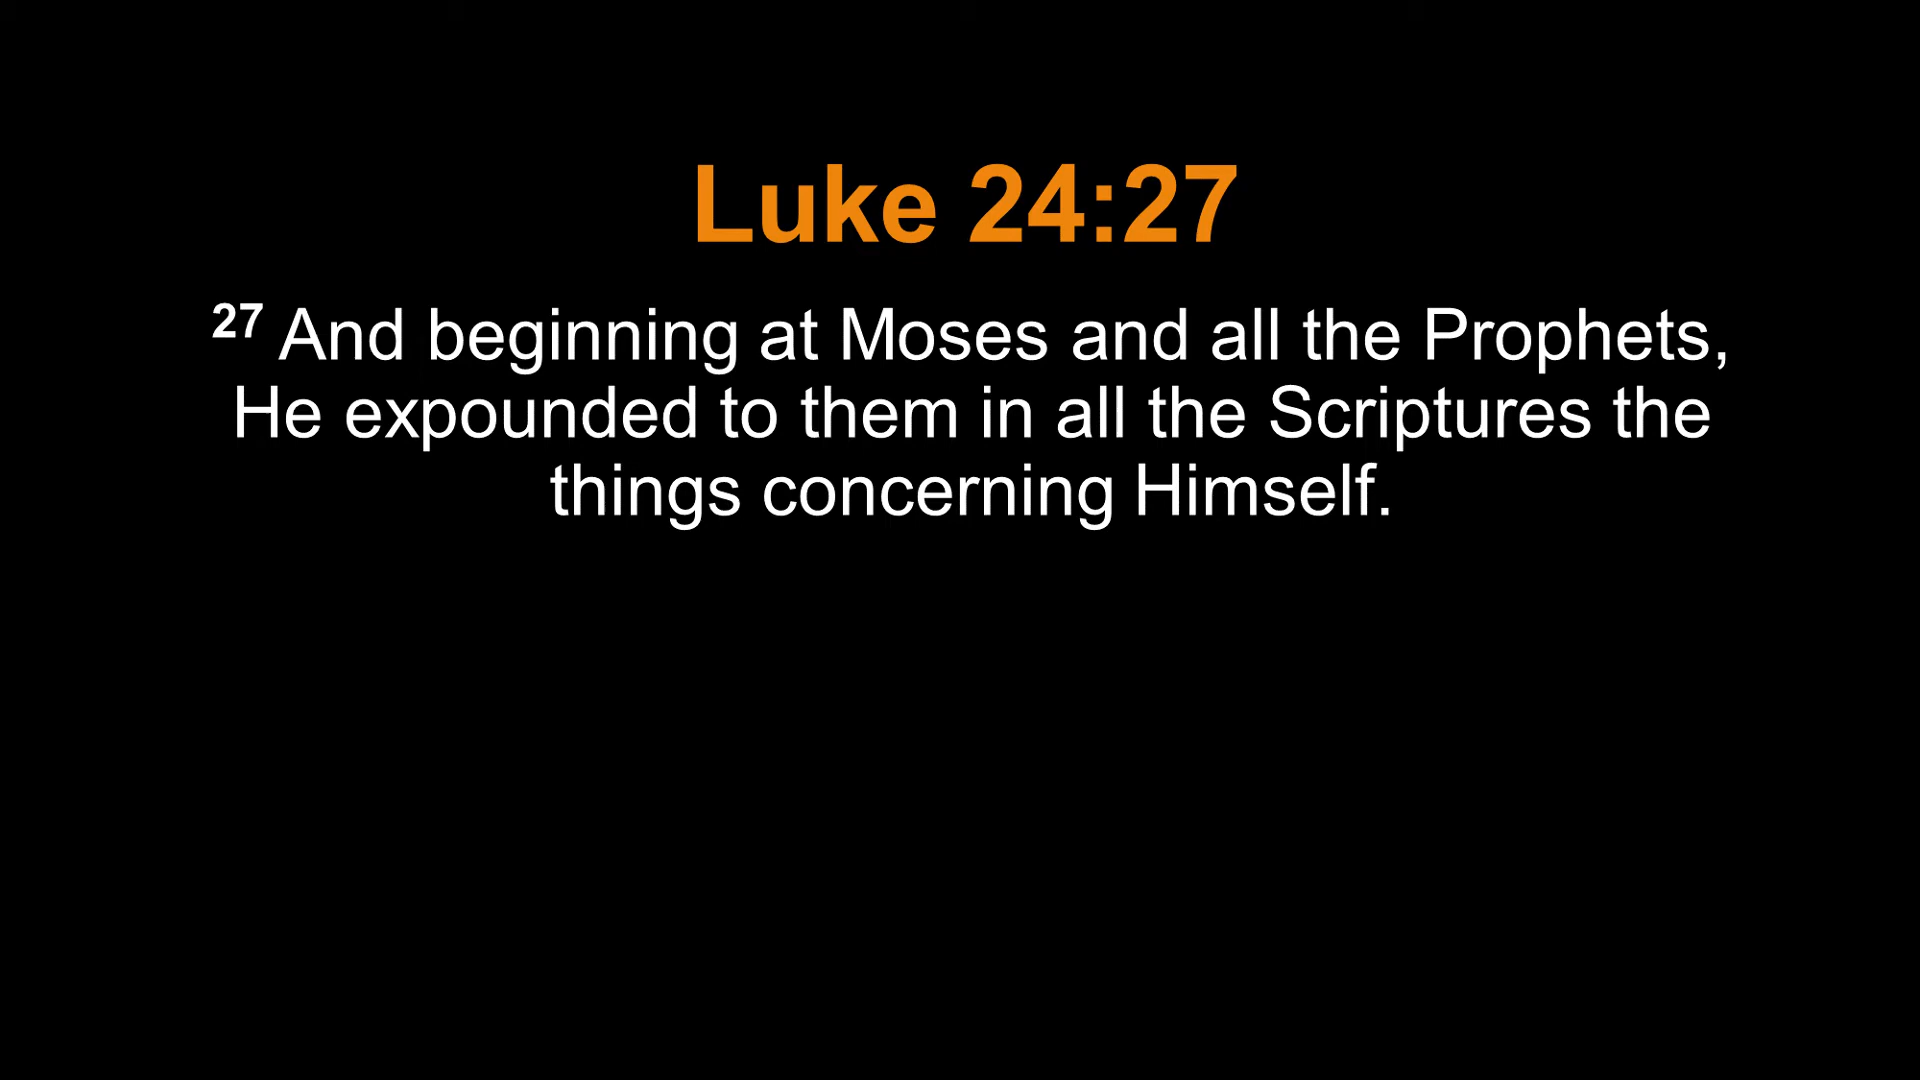 Luke 24:27
27 And beginning at Moses and all the Prophets,
He expounded to them in all the Scriptures the
things concerning Himself.